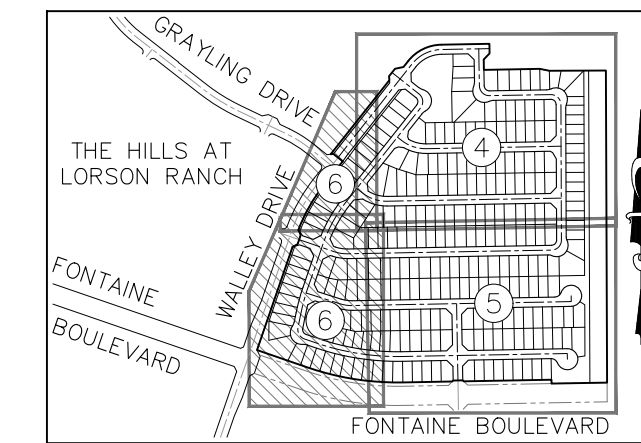 GRAYLING DRIVE
THE HILLS AT
LORSON RANCH
WALLEY DRIVE
4
6
FONTAINE
BOULEVARD
5
6
FONTAINE BOULEVARD